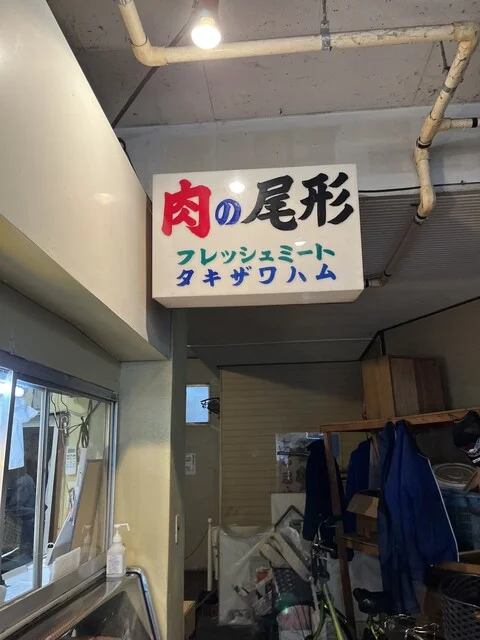 肉の尾形
フレッシュミート
タキザワハム